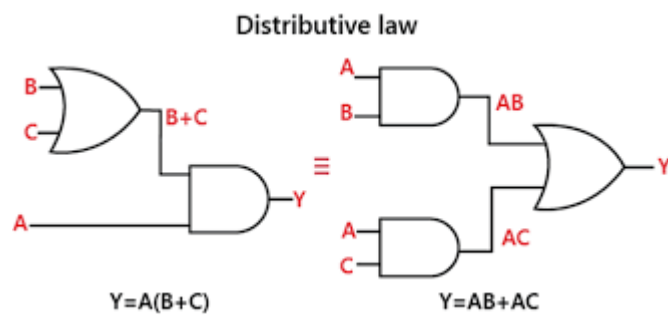 Distributive law
B
C
B+C
A
Y
≡
A
B
AB
A
C
AC
Y
Y=A(B+C)
Y=AB+AC